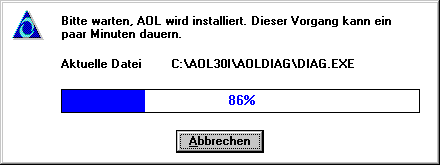 Bitte warten, AOL wird installiert. Dieser Vorgang kann ein
paar Minuten dauern.
Aktuelle Datei C:\AOL30I\AOLDIAG\DIAG.EXE
86%
Abbrechen